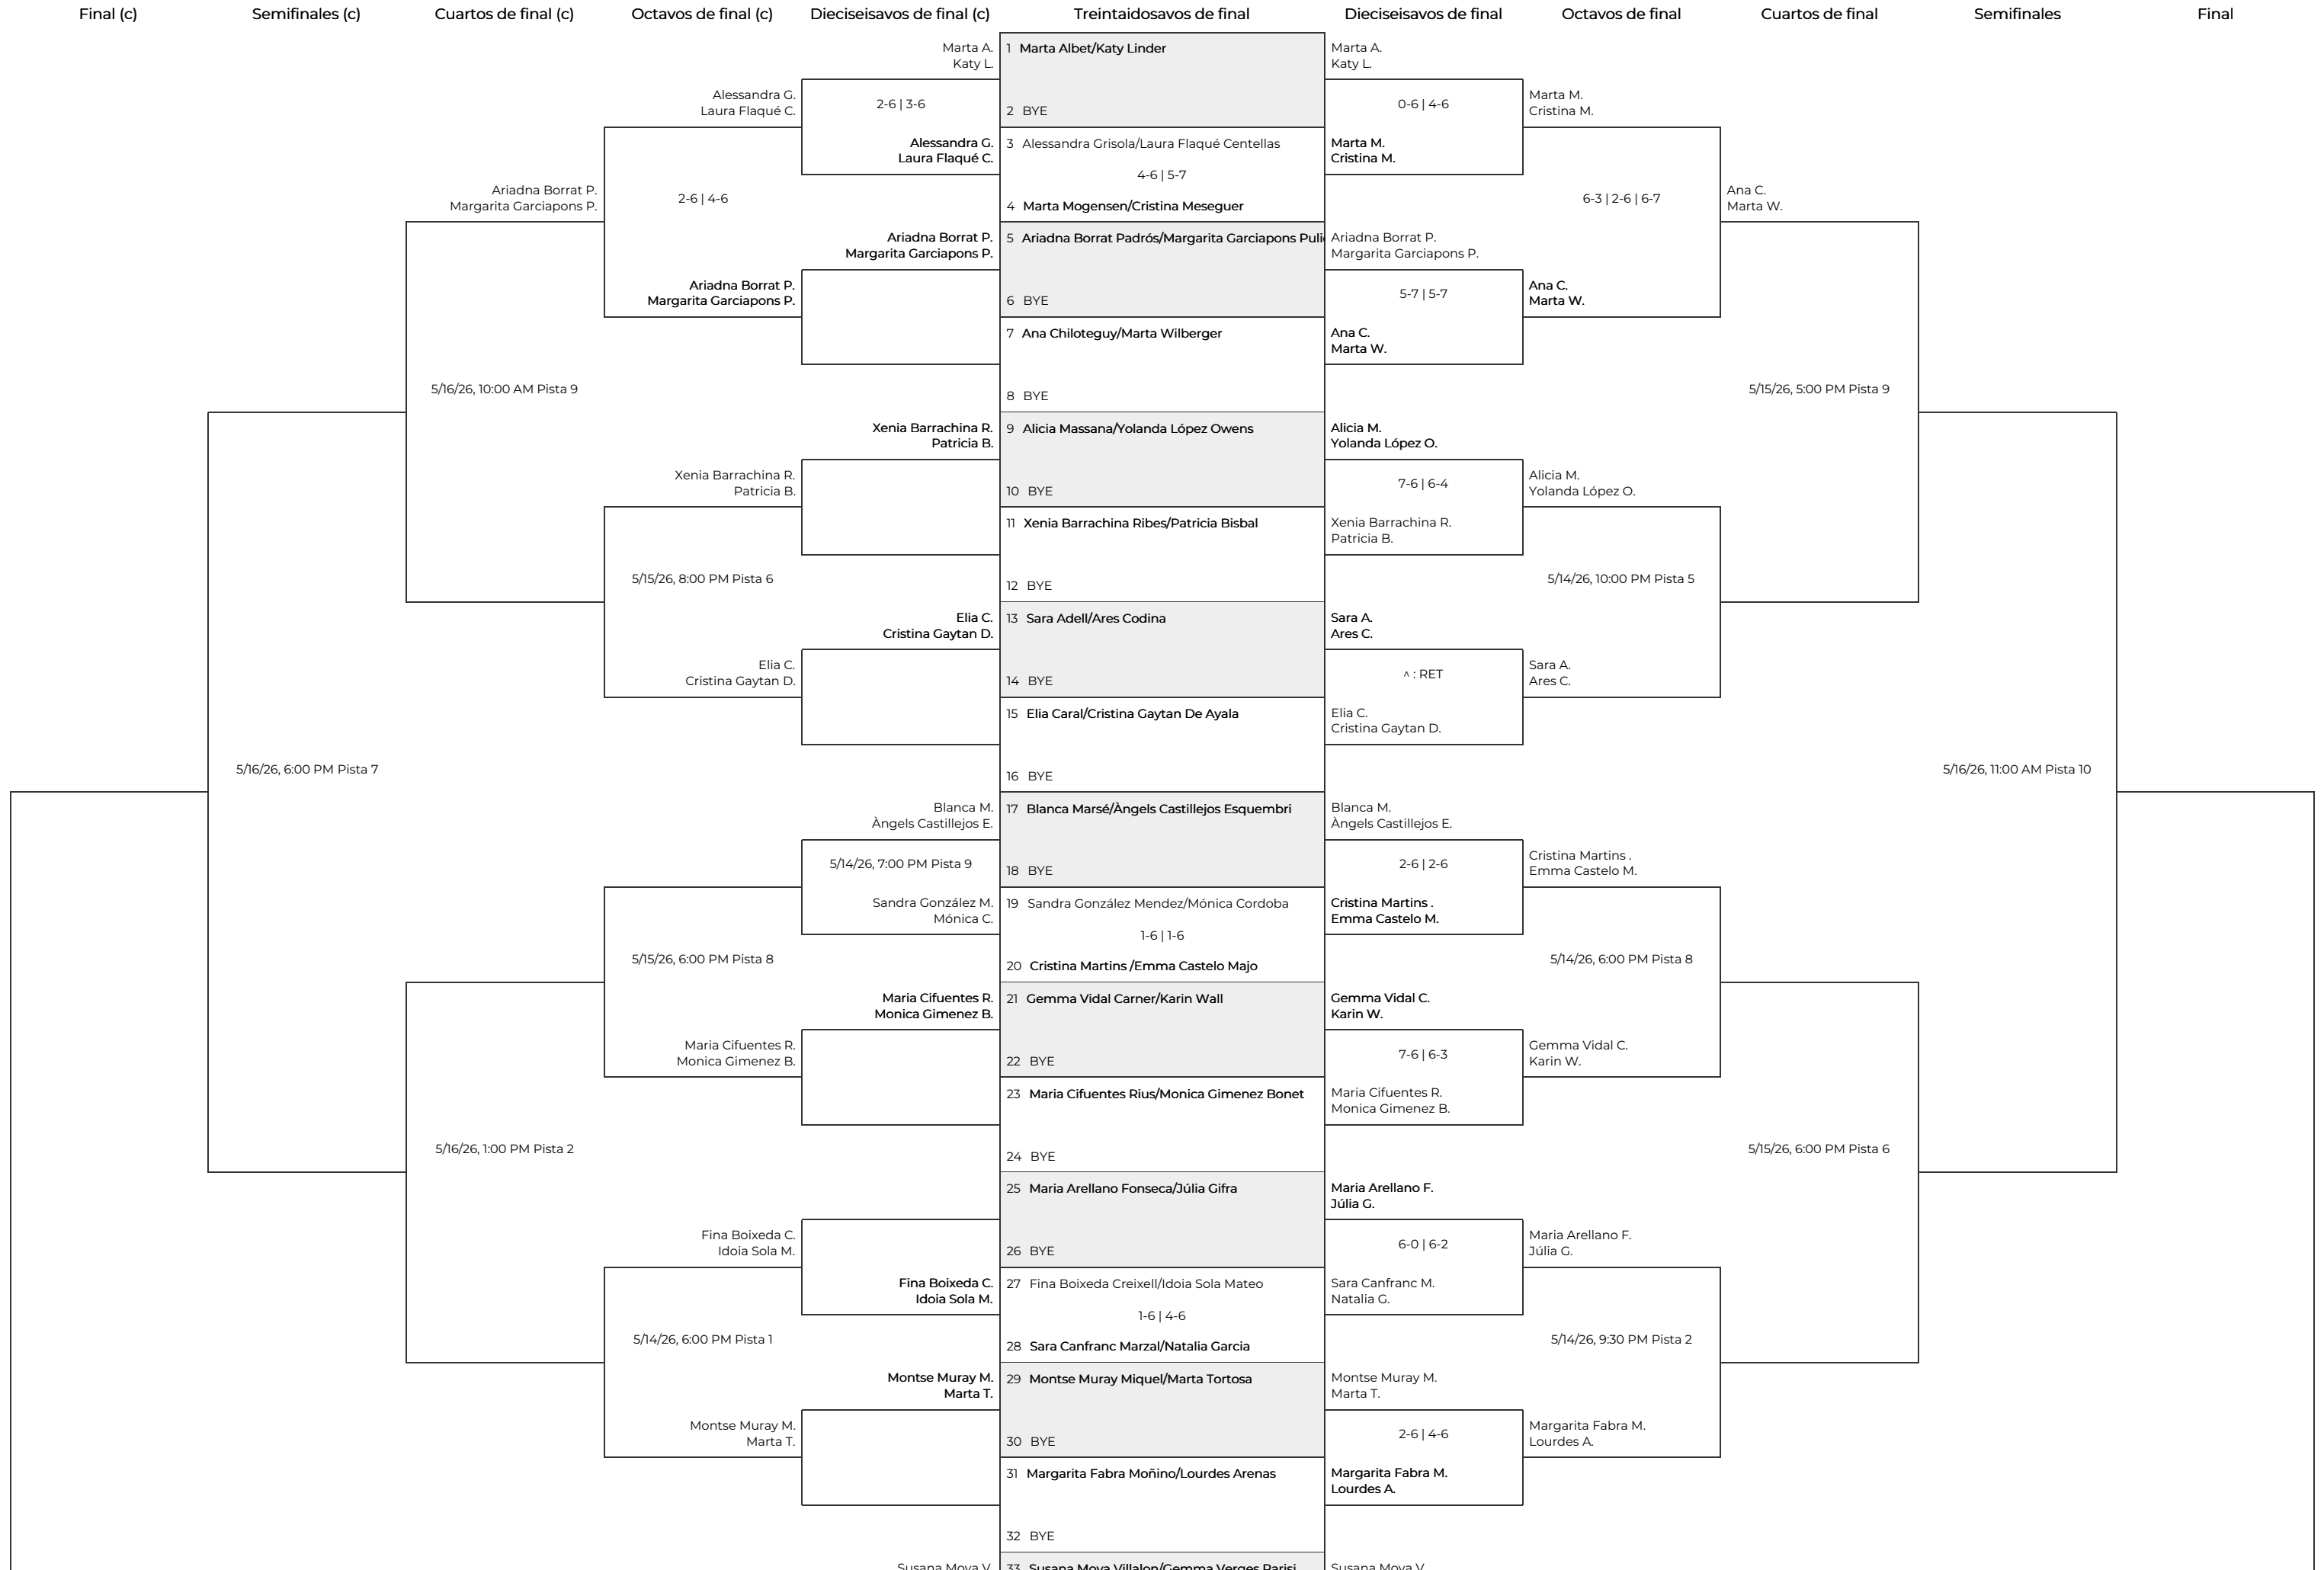 Final (c)
Semifinales (c)
Cuartos de final (c)
Octavos de final (c)
Dieciseisavos de final (c)
Treintaidosavos de final
Dieciseisavos de final
Octavos de final
Cuartos de final
Semifinales
Final
5/16/26, 6:00 PM Pista 7
Ariadna Borrat P.
Margarita Garciapons P.
5/16/26, 10:00 AM Pista 9
5/16/26, 1:00 PM Pista 2
Alessandra G.
Laura Flaqué C.
2-6 | 4-6
Ariadna Borrat P.
Margarita Garciapons P.
Xenia Barrachina R.
Patricia B.
5/15/26, 8:00 PM Pista 6
Elia C.
Cristina Gaytan D.
5/15/26, 6:00 PM Pista 8
Maria Cifuentes R.
Monica Gimenez B.
Fina Boixeda C.
Idoia Sola M.
5/14/26, 6:00 PM Pista 1
Montse Muray M.
Marta T.
Marta A.
Katy L.
2-6 | 3-6
Alessandra G.
Laura Flaqué C.
Ariadna Borrat P.
Margarita Garciapons P.
Xenia Barrachina R.
Patricia B.
Elia C.
Cristina Gaytan D.
Blanca M.
Àngels Castillejos E.
5/14/26, 7:00 PM Pista 9
Sandra González M.
Mónica C.
Maria Cifuentes R.
Monica Gimenez B.
Fina Boixeda C.
Idoia Sola M.
Montse Muray M.
Marta T.
Susana Moya V.
1 Marta Albet/Katy Linder
2 BYE
3 Alessandra Grisola/Laura Flaqué Centellas
4-6 | 5-7
4 Marta Mogensen/Cristina Meseguer
5 Ariadna Borrat Padrós/Margarita Garciapons Puli
6 BYE
7 Ana Chiloteguy/Marta Wilberger
8 BYE
9 Alicia Massana/Yolanda López Owens
10 BYE
11 Xenia Barrachina Ribes/Patricia Bisbal
12 BYE
13 Sara Adell/Ares Codina
14 BYE
15 Elia Caral/Cristina Gaytan De Ayala
16 BYE
17 Blanca Marsé/Àngels Castillejos Esquembri
18 BYE
19 Sandra González Mendez/Mónica Cordoba
1-6 | 1-6
20 Cristina Martins /Emma Castelo Majo
21 Gemma Vidal Carner/Karin Wall
22 BYE
23 Maria Cifuentes Rius/Monica Gimenez Bonet
24 BYE
25 Maria Arellano Fonseca/Júlia Gifra
26 BYE
27 Fina Boixeda Creixell/Idoia Sola Mateo
1-6 | 4-6
28 Sara Canfranc Marzal/Natalia Garcia
29 Montse Muray Miquel/Marta Tortosa
30 BYE
31 Margarita Fabra Moñino/Lourdes Arenas
32 BYE
33 Susana Moya Villalon/Gemma Verges Parisi
Marta A.
Katy L.
0-6 | 4-6
Marta M.
Cristina M.
Ariadna Borrat P.
Margarita Garciapons P.
5-7 | 5-7
Ana C.
Marta W.
Alicia M.
Yolanda López O.
7-6 | 6-4
Xenia Barrachina R.
Patricia B.
Sara A.
Ares C.
^ : RET
Elia C.
Cristina Gaytan D.
Blanca M.
Àngels Castillejos E.
2-6 | 2-6
Cristina Martins .
Emma Castelo M.
Gemma Vidal C.
Karin W.
7-6 | 6-3
Maria Cifuentes R.
Monica Gimenez B.
Maria Arellano F.
Júlia G.
6-0 | 6-2
Sara Canfranc M.
Natalia G.
Montse Muray M.
Marta T.
2-6 | 4-6
Margarita Fabra M.
Lourdes A.
Susana Moya V.
Marta M.
Cristina M.
6-3 | 2-6 | 6-7
Ana C.
Marta W.
Alicia M.
Yolanda López O.
5/14/26, 10:00 PM Pista 5
Sara A.
Ares C.
Cristina Martins .
Emma Castelo M.
5/14/26, 6:00 PM Pista 8
Gemma Vidal C.
Karin W.
Maria Arellano F.
Júlia G.
5/14/26, 9:30 PM Pista 2
Margarita Fabra M.
Lourdes A.
Ana C.
Marta W.
5/15/26, 5:00 PM Pista 9
5/15/26, 6:00 PM Pista 6
5/16/26, 11:00 AM Pista 10